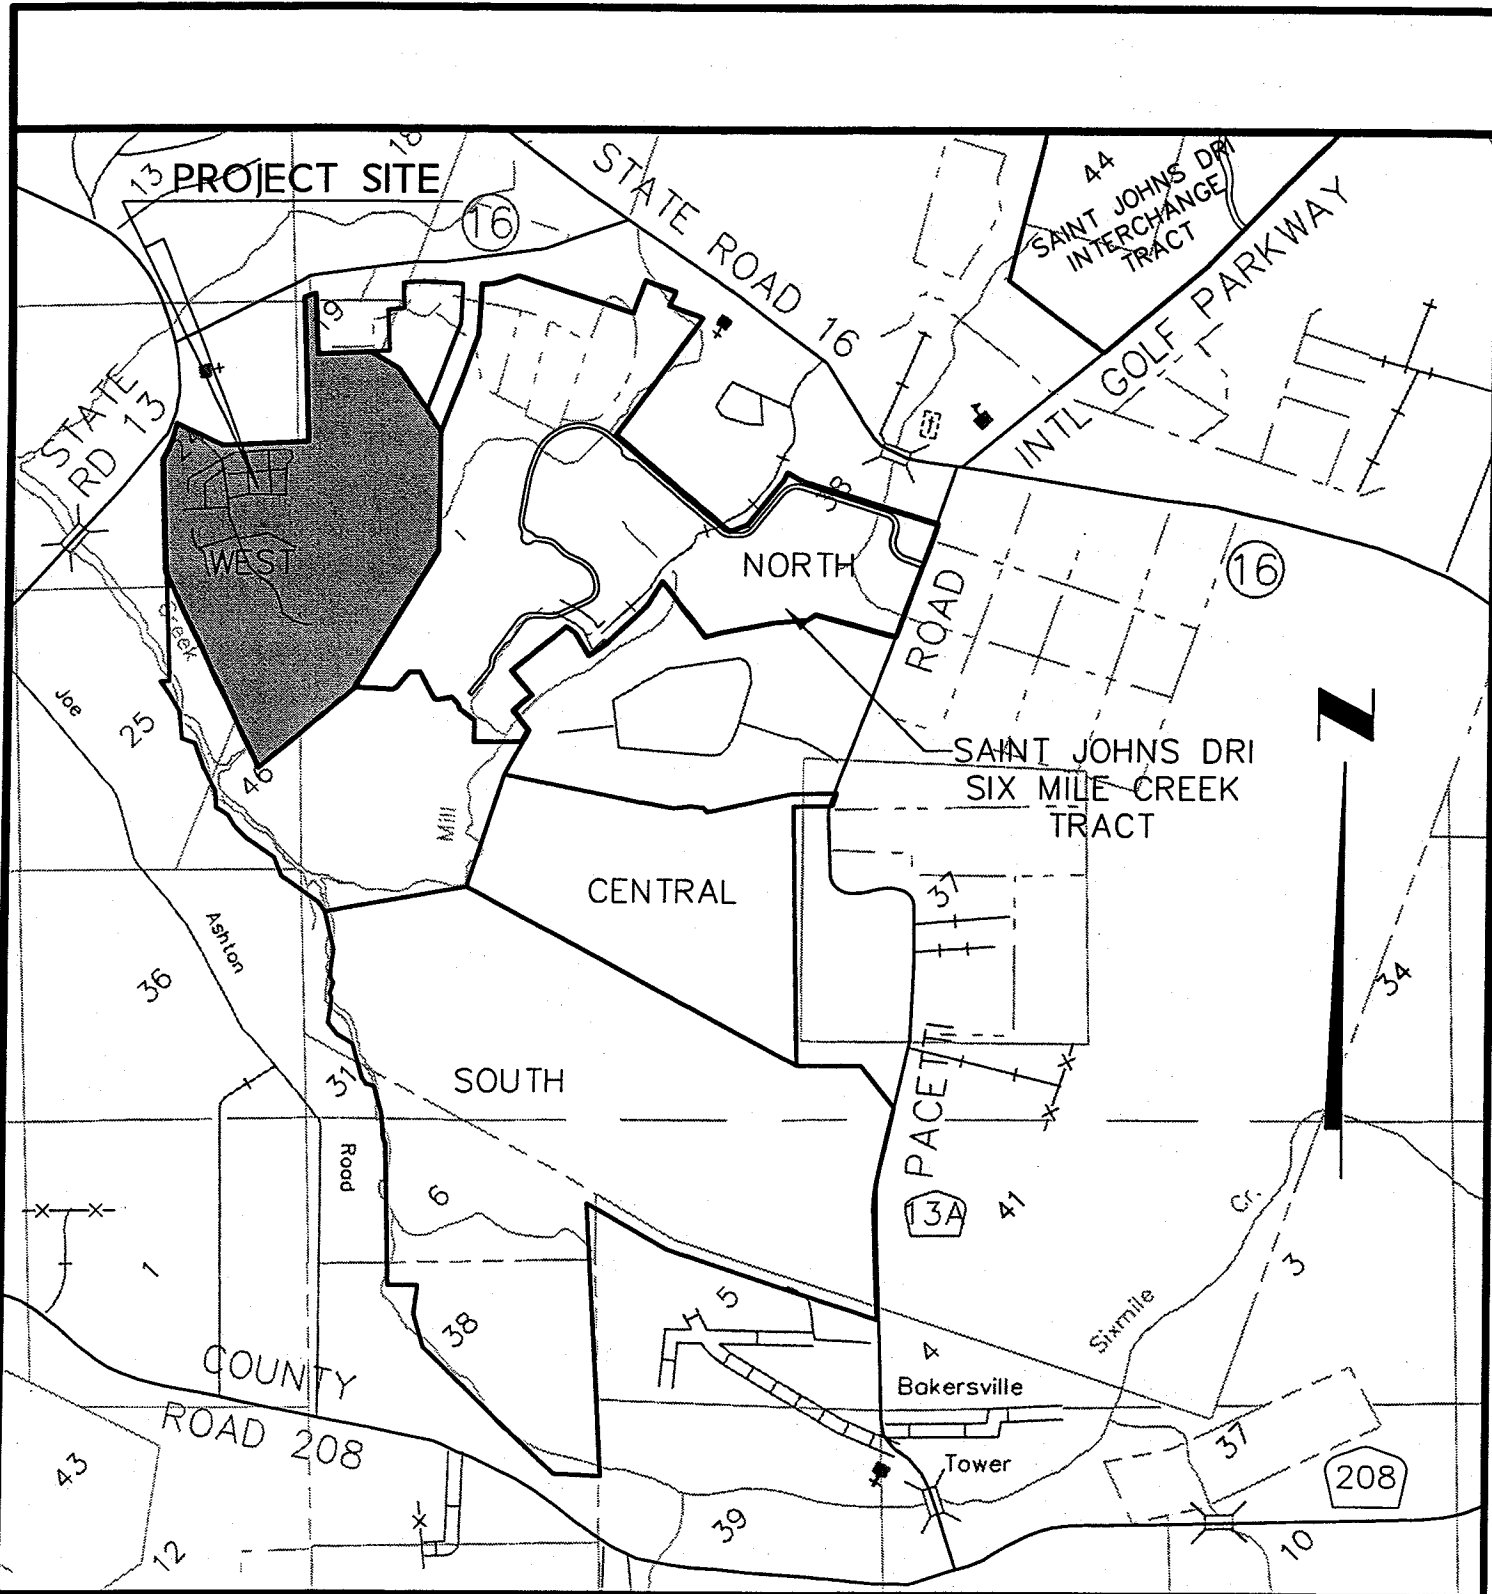 18
13
PROJECT SITE
16
STATE ROAD 16
44
SAINT JOHNS DRI
INTERCHANGE
TRACT
INTL GOLF PARKWAY
19
STATE
RD 13
38
WEST
NORTH
16
ROAD
Creek
Joe
25
46
SAINT JOHNS DRI
SIX MILE CREEK
TRACT
Z
Mill
CENTRAL
37
Ashton
36
34
31
SOUTH
PACETTI
Road
6
13A
41
Cr.
1
3
5
38
Sixmile
4
COUNTY
ROAD 208
Bakersville
43
37
Tower
208
39
12
10